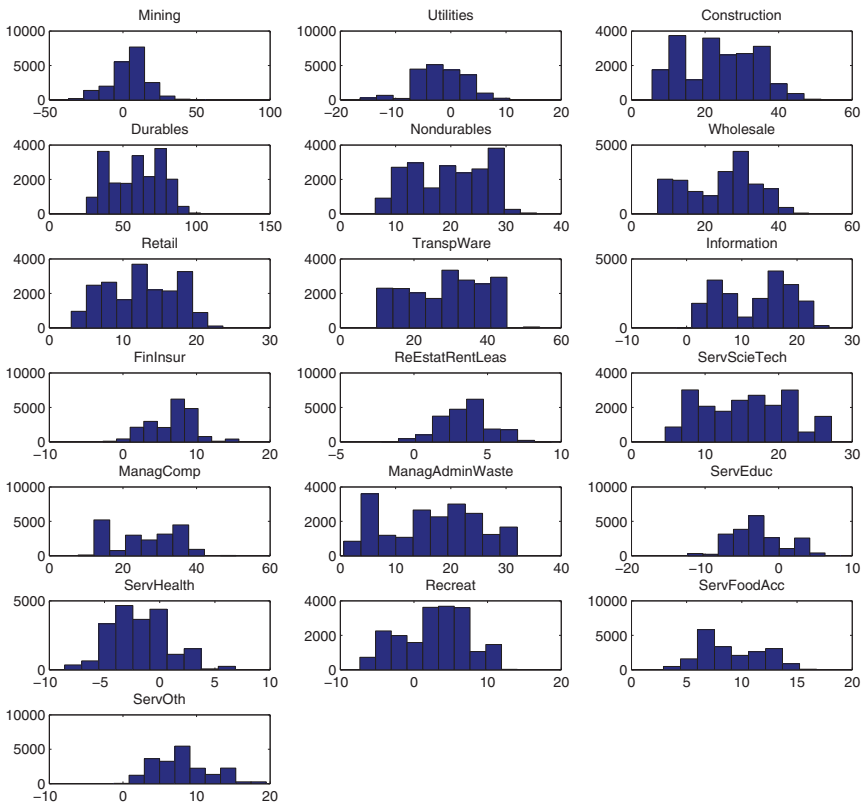 Mining Utilities Construction
10000 10000 4000
5000 5000 2000
0 0 0
−50 0 50 100 −20 −10 0 10 20 0 20 40 60
Durables Nondurables Wholesale
4000 4000 5000
2000 2000
0 0 0
0 50 100 150 0 10 20 30 40 0 20 40 60
Retail TranspWare Information
4000 4000 5000
2000 2000
0 0 0
0 10 20 30 0 20 40 60 −10 0 10 20 30
FinInsur ReEstatRentLeas ServScieTech
10000 10000 4000
5000 5000 2000
0 0 0
−10 0 10 20 −5 0 5 10 0 10 20 30
ManagComp ManagAdminWaste ServEduc
10000 4000 10000
5000 2000 5000
0 0 0
0 20 40 60 0 10 20 30 40 −20 −10 0 10
ServHealth Recreat ServFoodAcc
5000 4000 10000
2000 5000
0 0 0
−10 −5 0 5 10 −10 0 10 20 0 5 10 15 20
ServOth
10000
5000
0
−10 0 10 20